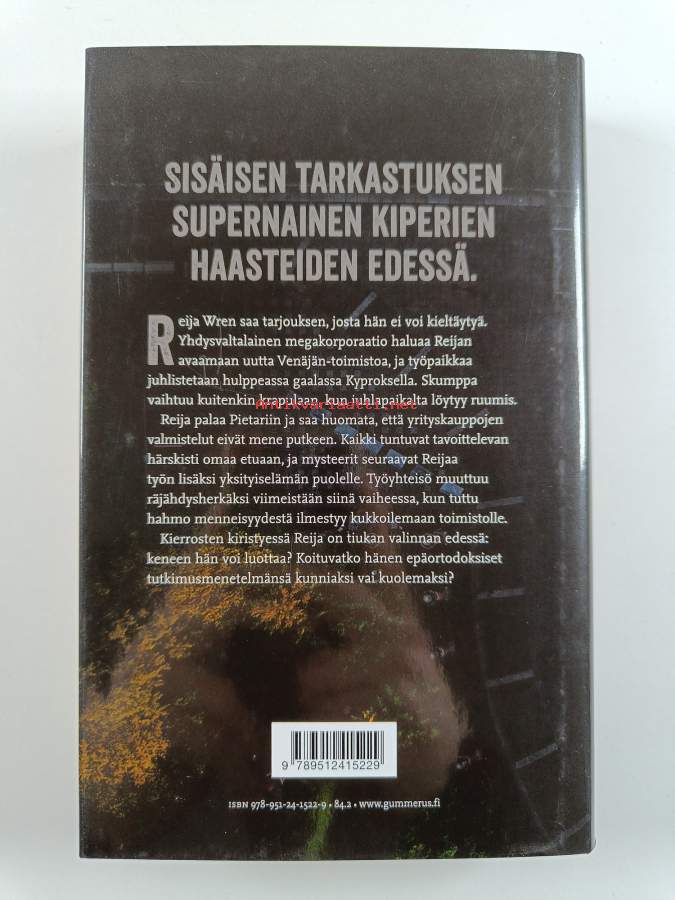 SISÄISEN TARKASTUKSEN
SUPERNAINEN KIPERIEN
HAASTEIDEN EDESSÄ.
Reija Wren saa tarjouksen, josta hän ei voi kieltäytyä.
Yhdysvaltalainen megakorporaatio haluaa Reijan
avaamaan uutta Venäjän-toimistoa, ja työpaikkaa
juhlistetaan hulppeassa gaalassa Kyproksella. Skumppa
vaihtuu kuitenkin krapulaan, kun juhlapaikalta löytyy ruumis.
Antikvariaatti.net
Reija palaa Pietariin ja saa huomata, että yrityskauppojen
valmistelut eivät mene putkeen. Kaikki tuntuvat tavoittelevan
härskisti omaa etuaan, ja mysteerit seuraavat Reijaa
työn lisäksi yksityiselämän puolelle. Työyhteisö muuttuu
räjähdysherkäksi viimeistään siinä vaiheessa, kun tuttu
hahmo menneisyydestä ilmestyy kukkoilemaan toimistolle.
Kierrosten kiristyessä Reija on tiukan valinnan edessä:
keneen hän voi luottaa? Koituvatko hänen epäortodoksiset
tutkimusmenetelmänsä kunniaksi vai kuolemaksi?
9 789512 415229
ISBN 978-951-24-1522-9 • 84.2 • www.gummerus.fi